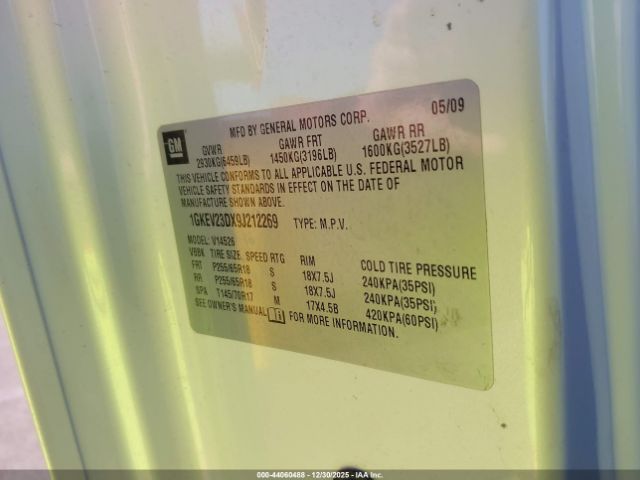 GM
MFD BY GENERAL MOTORS CORP. 05/09
GVWR GAWR FRT GAWR RR
2930KG(6459LB) 1450KG(3196LB) 1600KG(3527LB)
THIS VEHICLE CONFORMS TO ALL APPLICABLE U.S. FEDERAL MOTOR
VEHICLE SAFETY STANDARDS IN EFFECT ON THE DATE OF
MANUFACTURE SHOWN ABOVE.
1GKEV23DX9J212269 TYPE: M.P.V.
V14526
VBBK TIRE SIZE SPEED RTG RIM COLD TIRE PRESSURE
FRT P255/65R18 S 18X7.5J 240KPA(35PSI)
RR P255/65R18 S 18X7.5J 240KPA(35PSI)
SPA T145/70R17 M 17X4.5B 420KPA(60PSI)
SEE OWNER'S MANUAL FOR MORE INFORMATION.
000-44060488 - 12/30/2025 - IAA Inc.